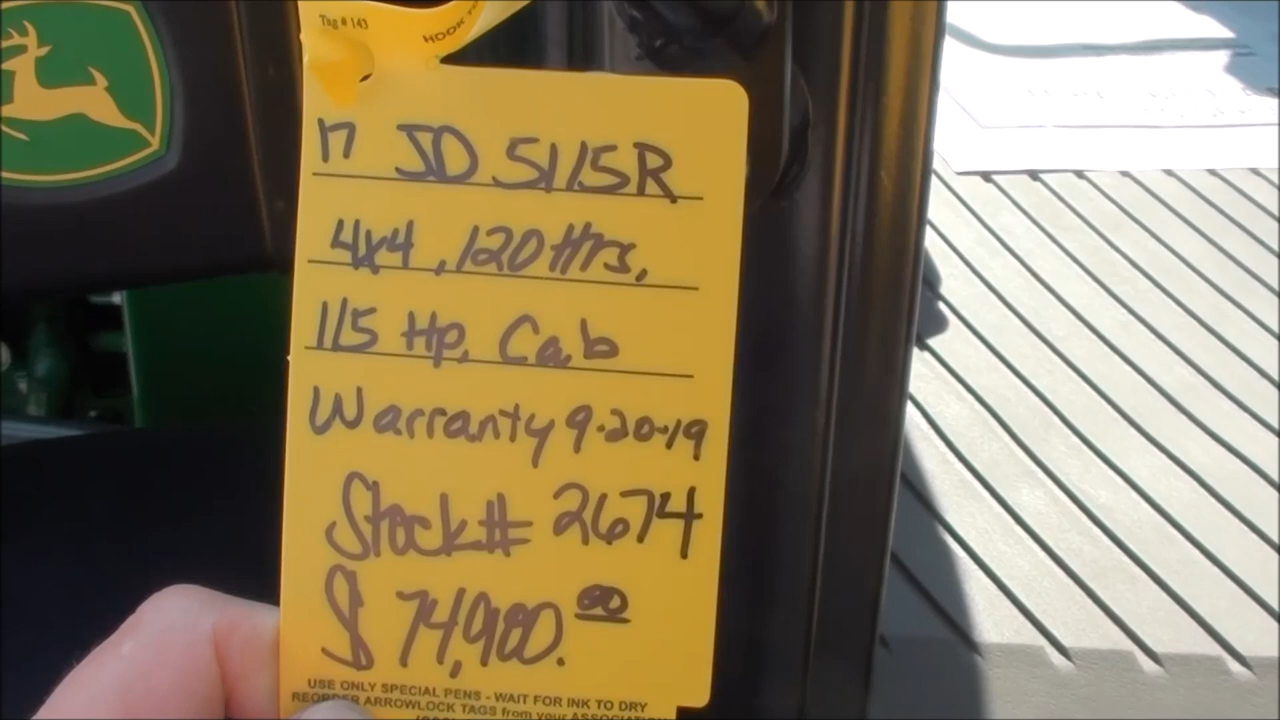 Tag # 143
HOOK TO
17 JD 5115R
4x4, 120 Hrs,
115 Hp, Cab
Warranty 9-20-19
Stock# 2674
$ 74,900.00
USE ONLY SPECIAL PENS - WAIT FOR INK TO DRY
REORDER ARROWLOCK TAGS from your ASSOCIATION